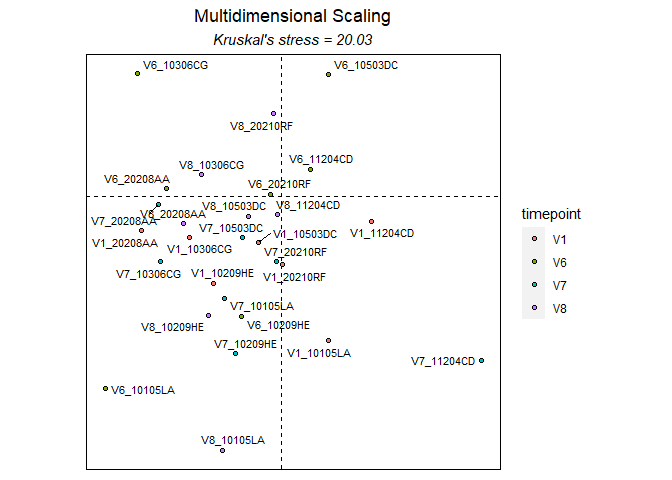 Multidimensional Scaling
Kruskal's stress = 20.03
V6_10306CG
V6_10503DC
V8_20210RF
V6_11204CD
V8_10306CG
V6_20208AA
V6_20210RF
V8_10503DC
V8_11204CD
V8_20208AA
V7_20208AA
V7_10503DC
V1_10503DC
V1_11204CD
V1_20208AA
V1_10306CG
V7_20210RF
V7_10306CG
V1_10209HE
V1_20210RF
V7_10105LA
V8_10209HE
V6_10209HE
V7_10209HE
V1_10105LA
V7_11204CD
V6_10105LA
V8_10105LA
timepoint
V1
V6
V7
V8